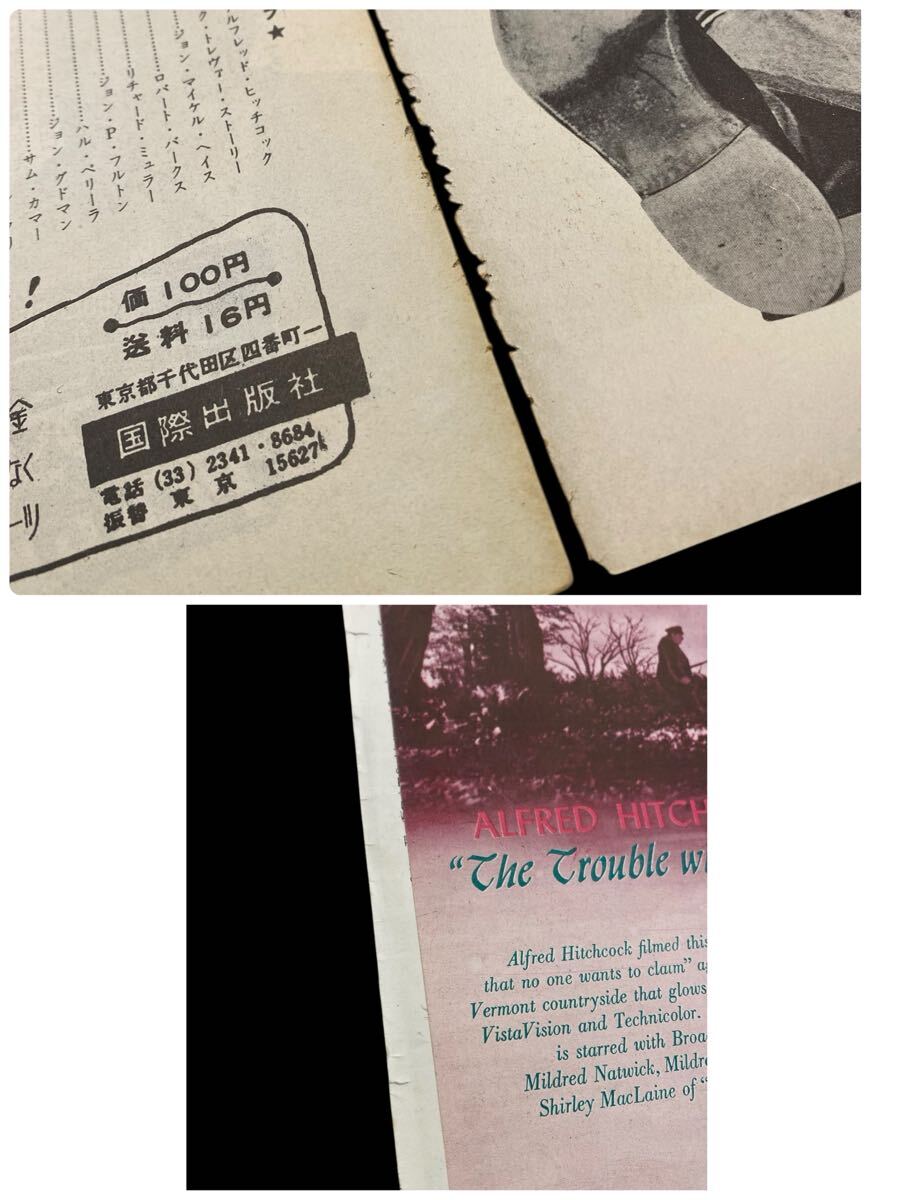 ルフレッド・ヒッチコック
ク・トレヴァー・ストーリー
ジョン・マイケル・ヘイス
ロバート・バークス
リチャード・ミュラー
ジョン・P・フルトン
ハル・ペリーラ
ジョン・グドマン
サム・カマー
!
価 100円
送料 16円
東京都千代田区四番町一
国際出版社
電話 (33) 2341・8684
振替 東京 15627
金
なく
ALFRED HITCH
"The Trouble w
Alfred Hitchcock filmed this
that no one wants to claim" a
Vermont countryside that glows
VistaVision and Technicolor.
is starred with Broa
Mildred Natwick, Mildr
Shirley MacLaine of "